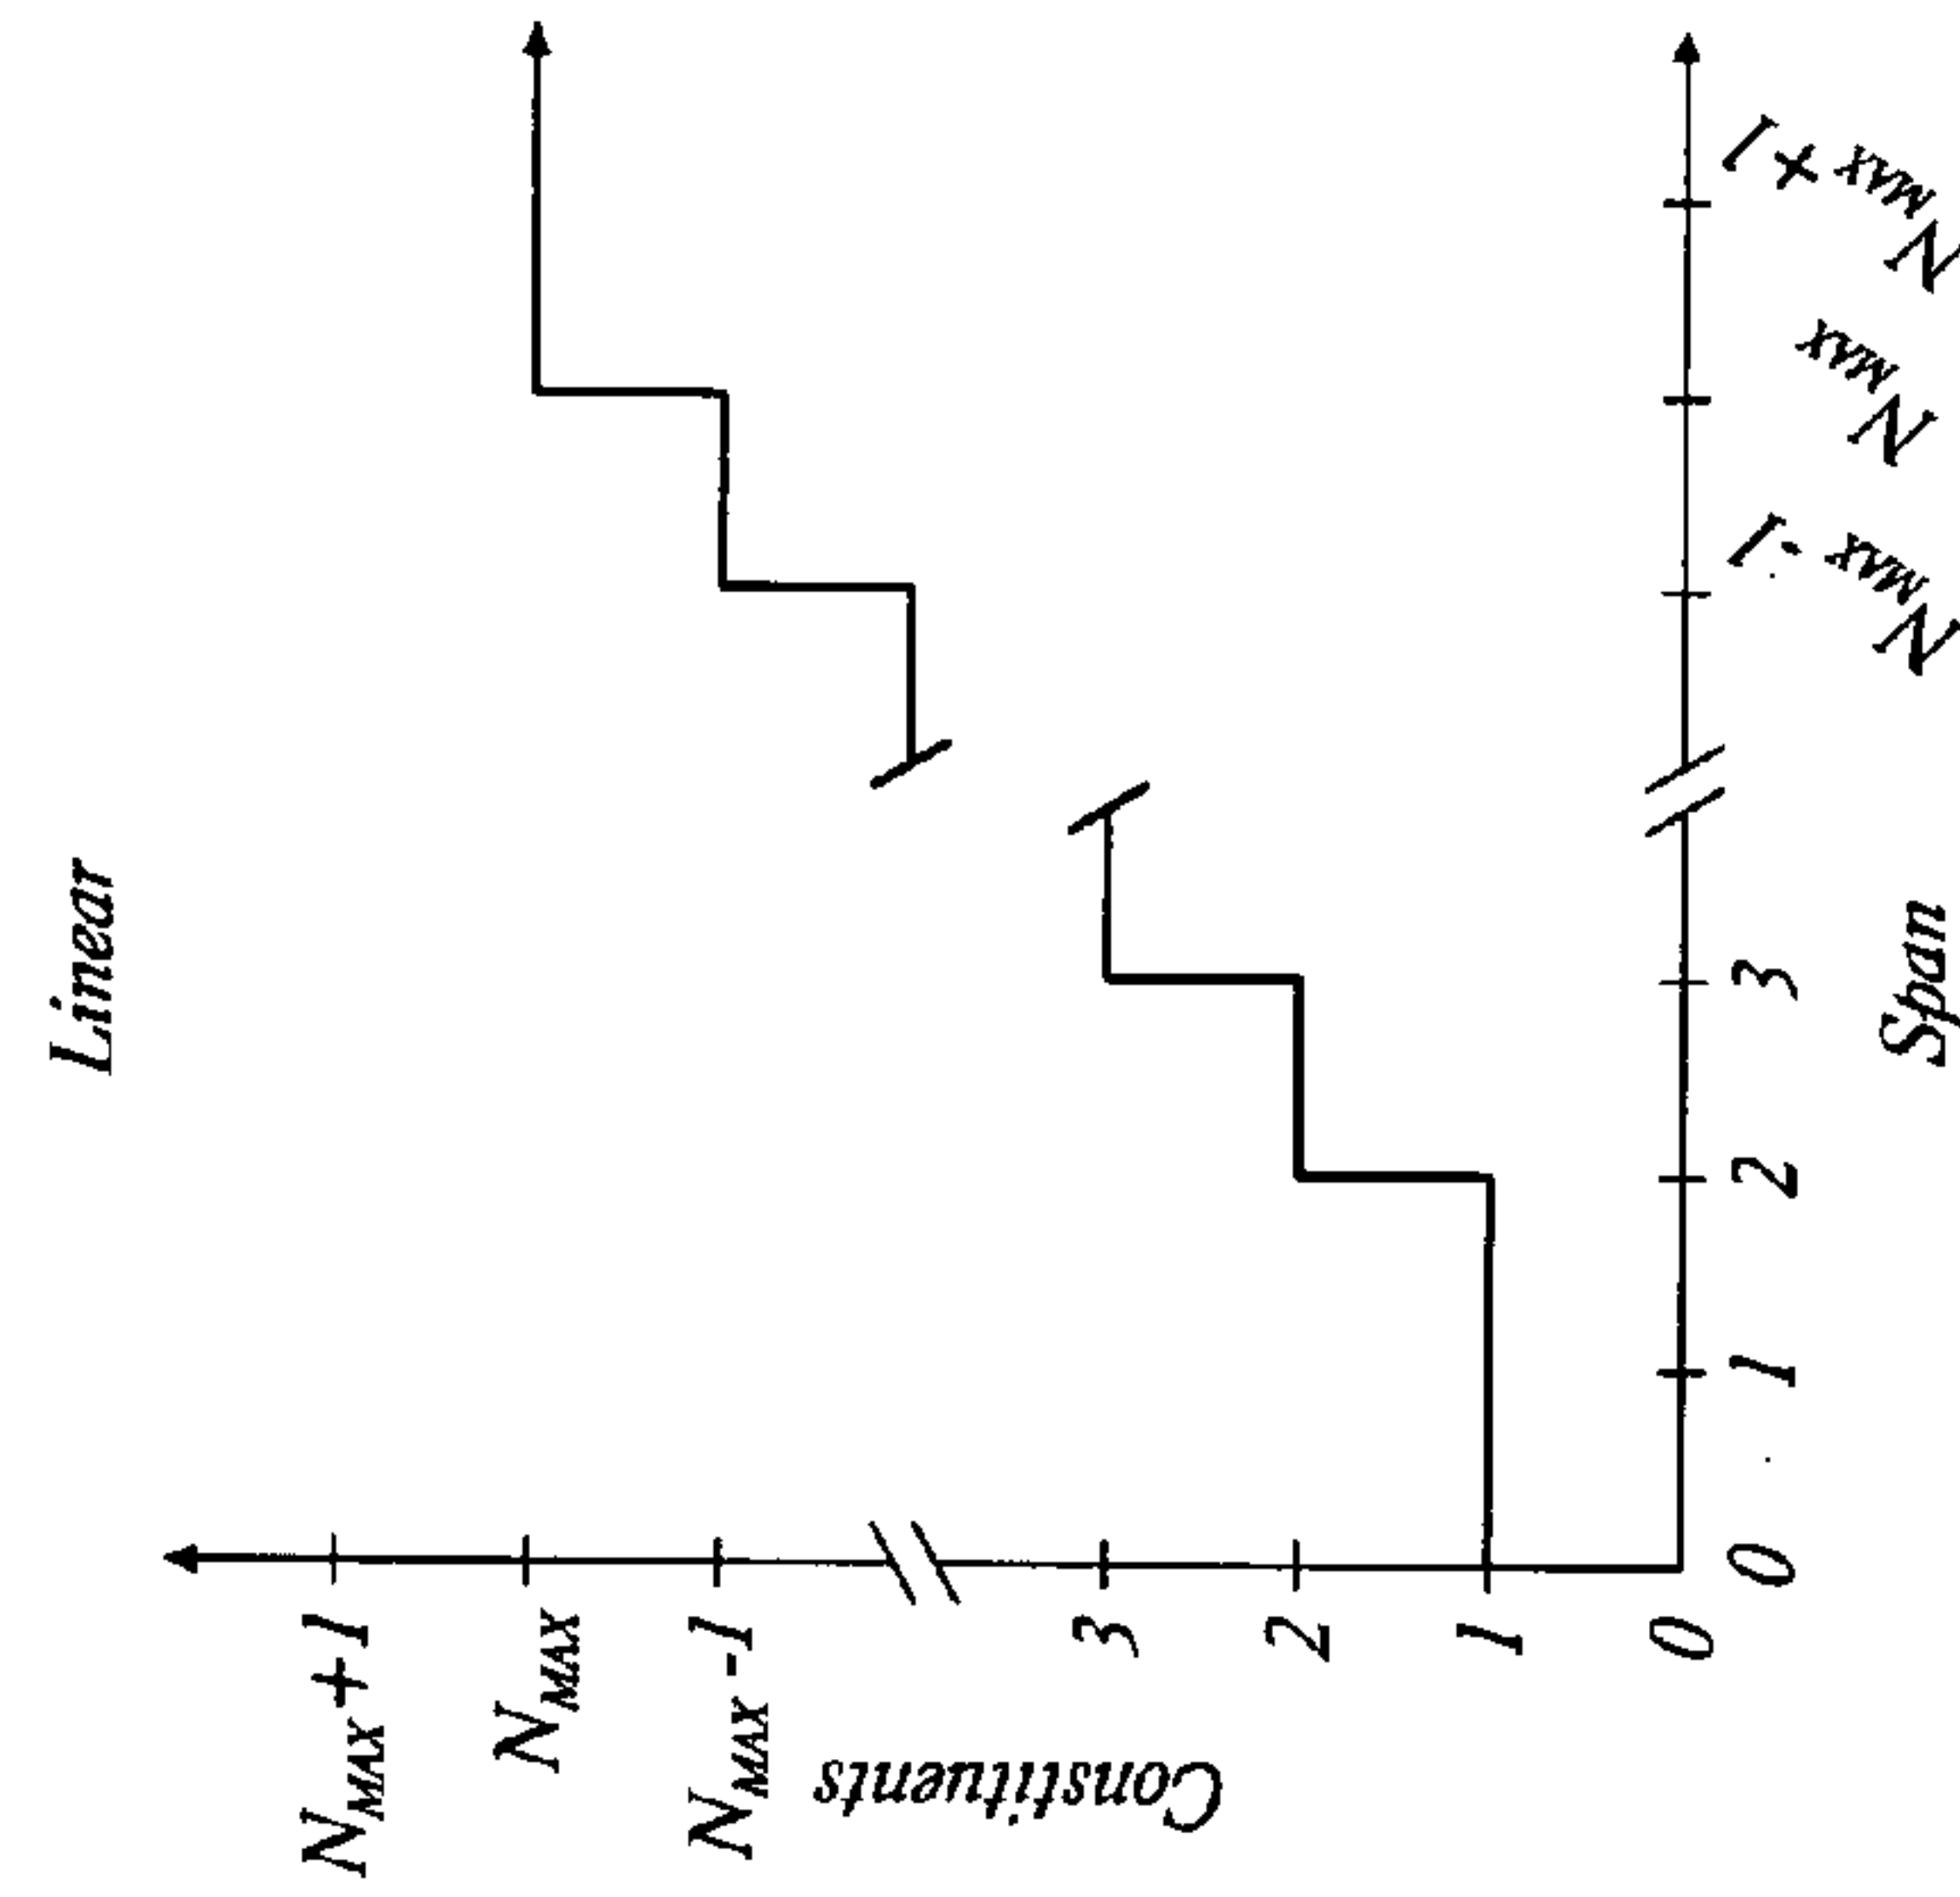 Linear
N_MAX + 1
N_MAX
N_MAX - 1
3
2
1
0
Constituents
0
1
2
3
N_MAX - 1
N_MAX
N_MAX + 1
Span